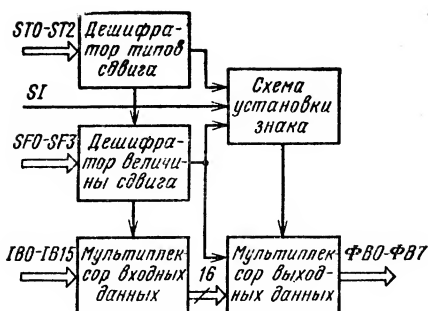 ST0-ST2
Дешифра-
тор типов
сдвига
SI
Схема
установки
знака
SF0-SF3
Дешифра-
тор величи-
ны сдвига
IB0-IB15
Мультиплек-
сор входных
данных
16
Мультиплек-
сор выход-
ных данных
ФВ0-ФВ7